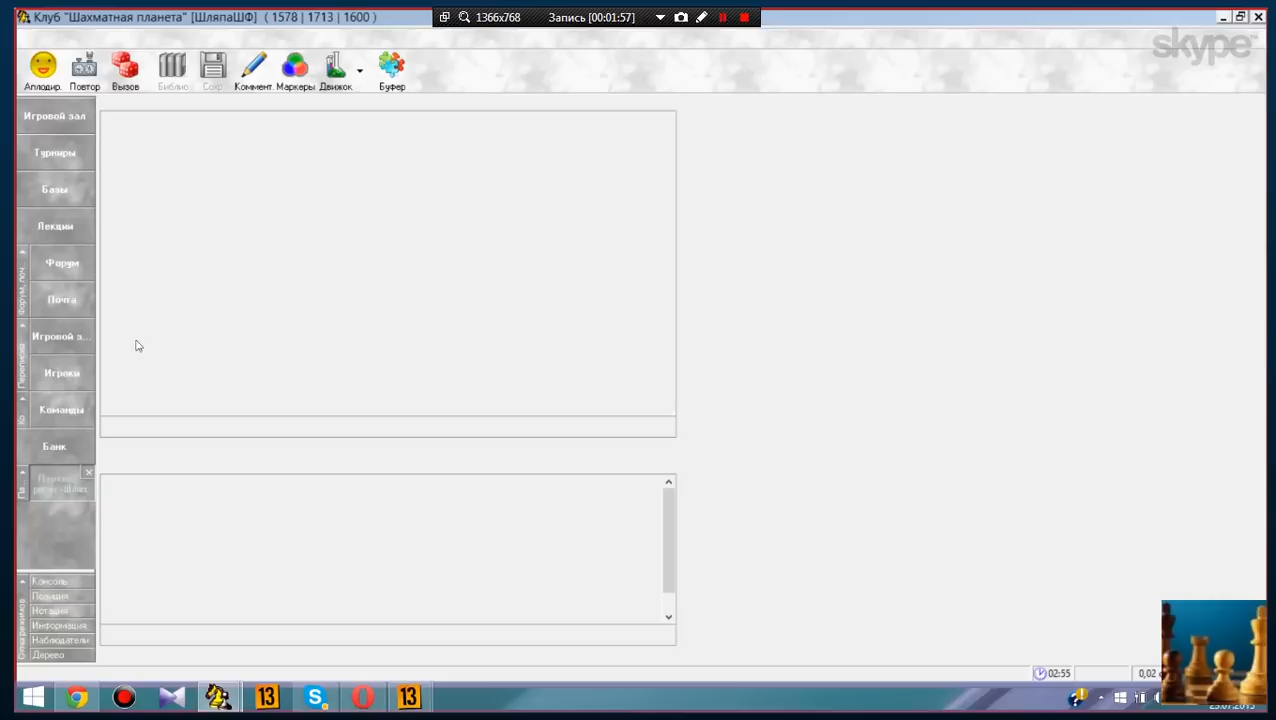 Клуб "Шахматная планета" [ШляпаШФ] ( 1578 | 1713 | 1600 )
1366x768
Запись [00:01:57]
skype
Аплодир.
Повтор
Вызов
Библио
Сохр
Коммент.
Маркеры
Движок
Буфер
Игровой зал
Турниры
Базы
Лекции
Форум
Почта
Игровой з...
Игроки
Команды
Банк
Консоль
Позиция
Нотация
Информация
Наблюдатели
Дерево
02:55
0,02
13
13